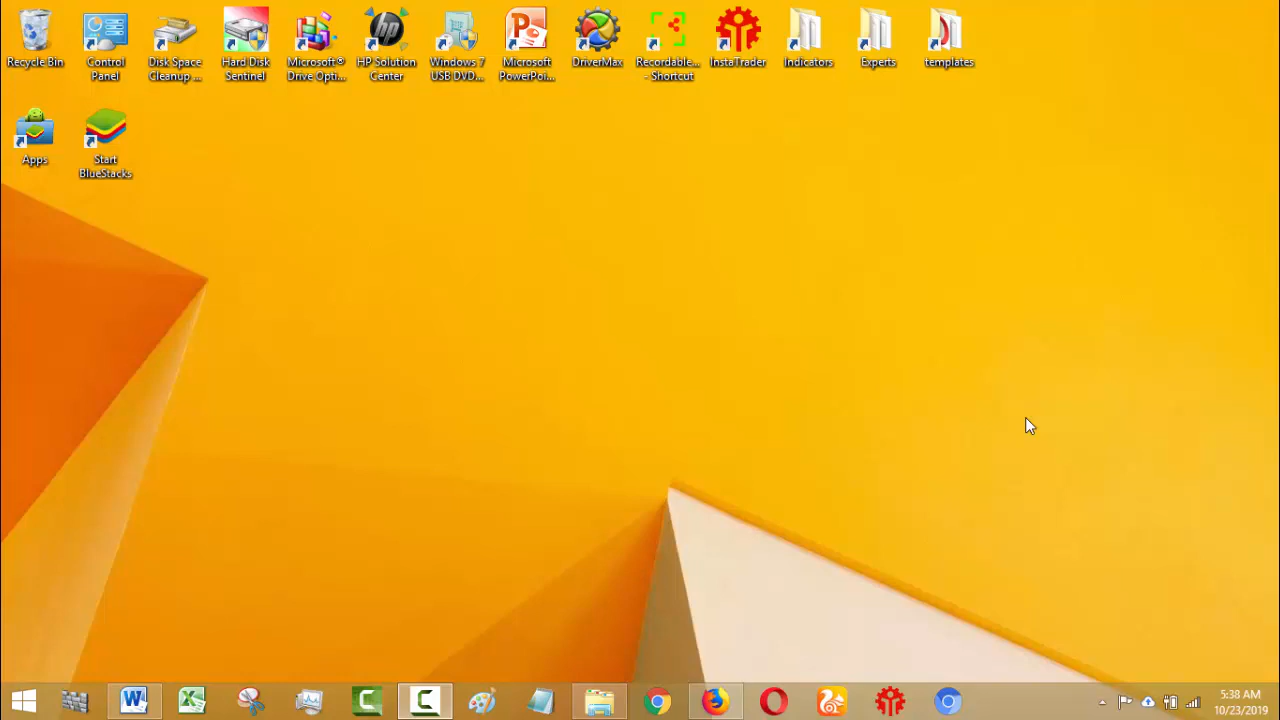 Recycle Bin
Control
Panel
Disk Space
Cleanup ...
Hard Disk
Sentinel
Microsoft®
Drive Opti...
HP Solution
Center
Windows 7
USB DVD...
Microsoft
PowerPoi...
DriverMax
Recordable...
- Shortcut
InstaTrader
Indicators
Experts
templates
Apps
Start
BlueStacks
5:38 AM
10/23/2019